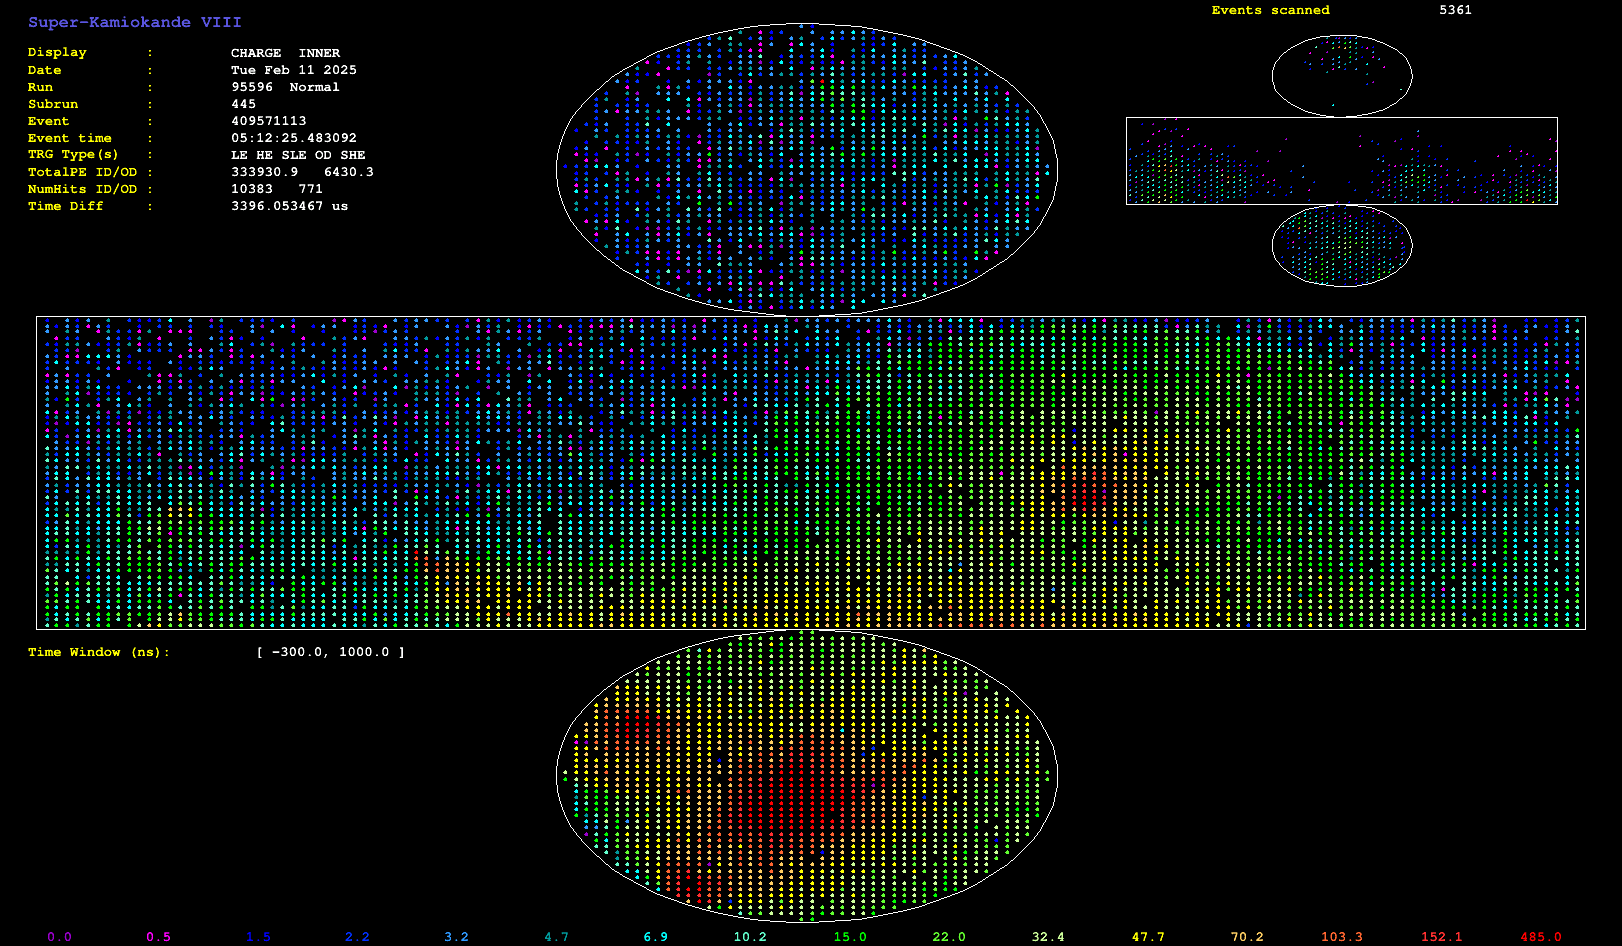 Super-Kamiokande VIII
Events scanned 5361
Display : CHARGE INNER
Date : Tue Feb 11 2025
Run : 95596 Normal
Subrun : 445
Event : 409571113
Event time : 05:12:25.483092
TRG Type(s) : LE HE SLE OD SHE
TotalPE ID/OD : 333930.9 6430.3
NumHits ID/OD : 10383 771
Time Diff : 3396.053467 us
Time Window (ns): [ -300.0, 1000.0 ]
0.0 0.5 1.5 2.2 3.2 4.7 6.9 10.2 15.0 22.0 32.4 47.7 70.2 103.3 152.1 485.0